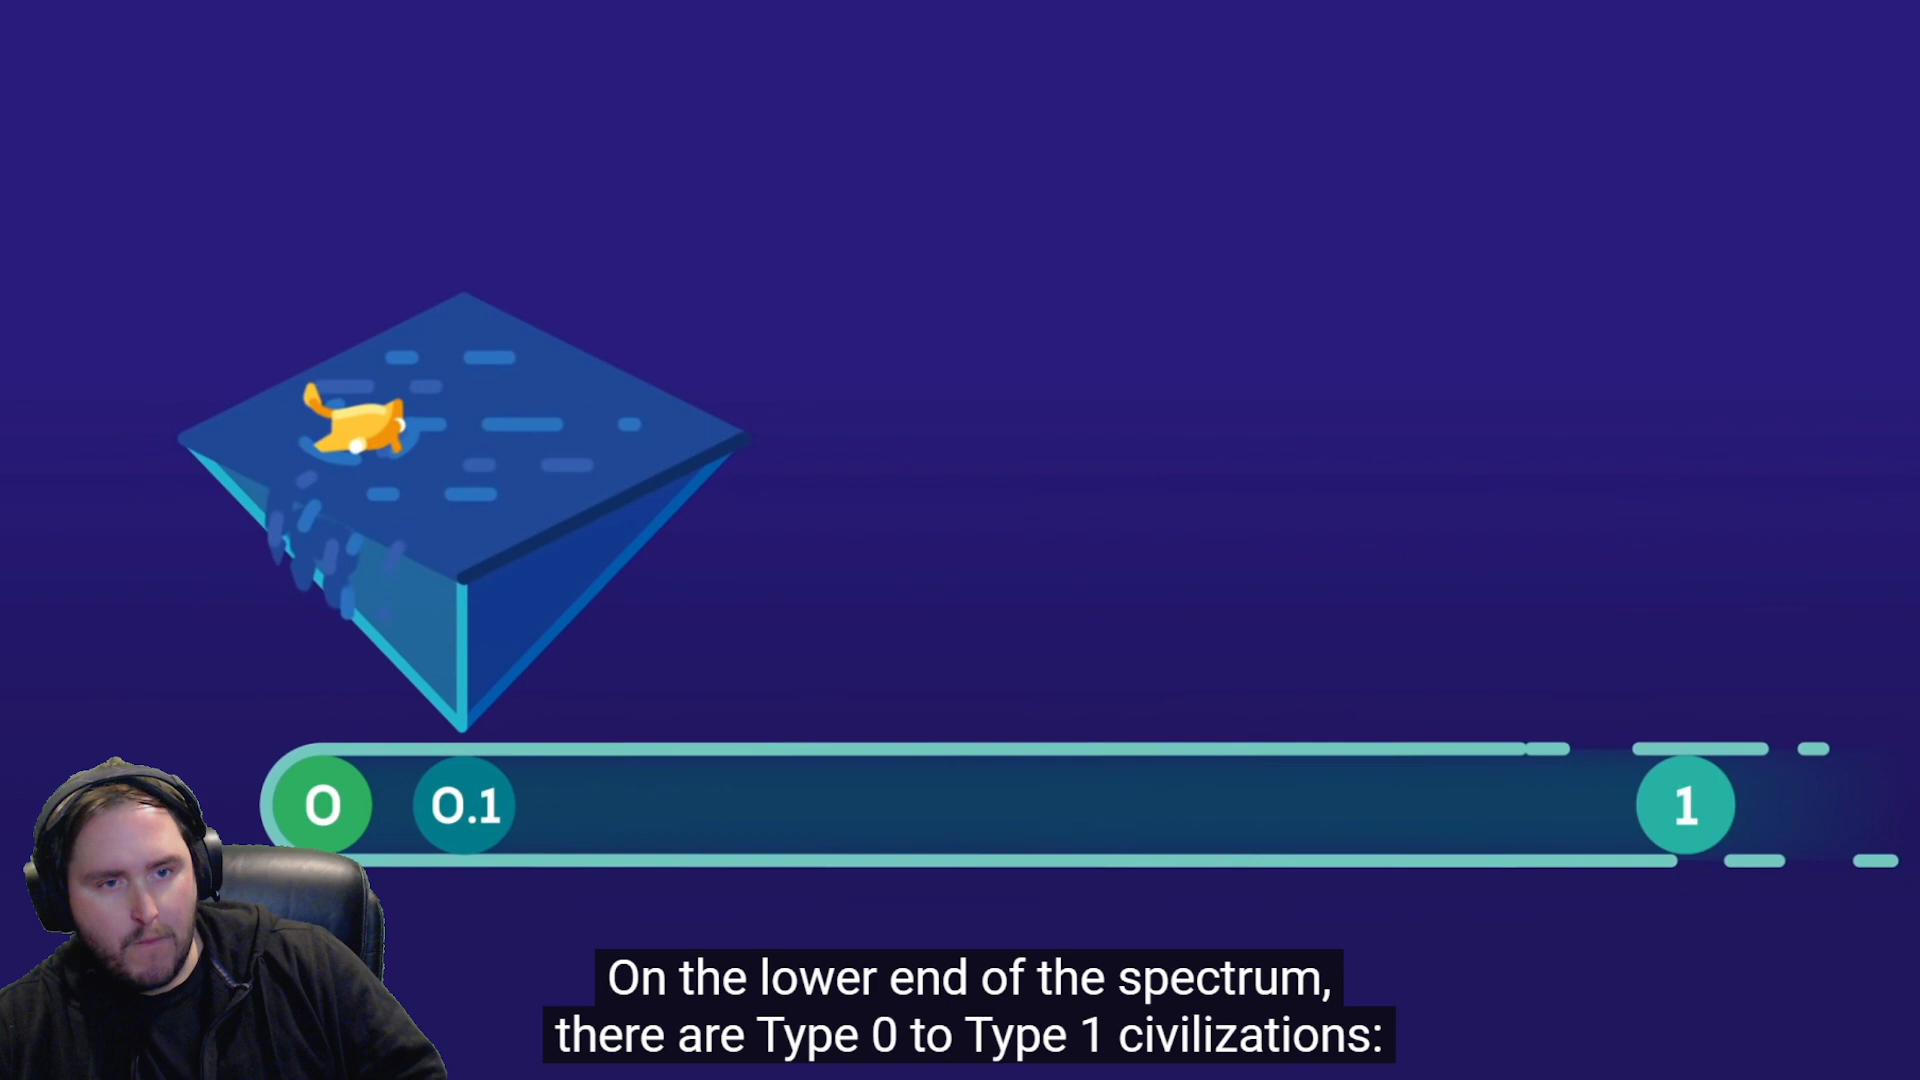 0 0.1 1
On the lower end of the spectrum,
there are Type 0 to Type 1 civilizations: